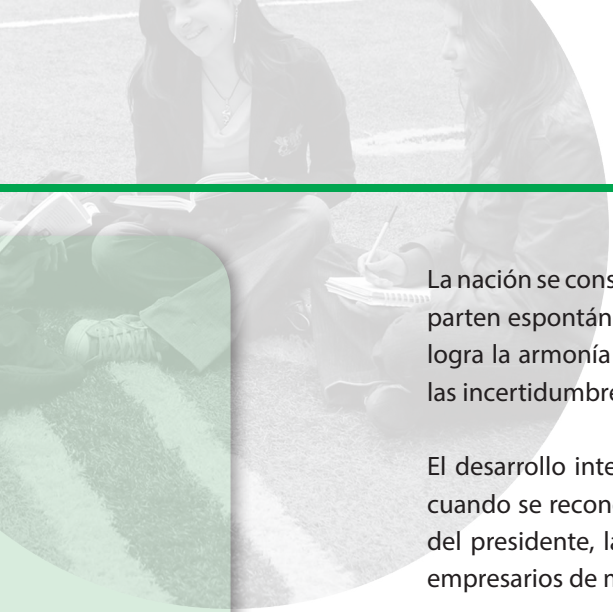 La nación se cons
parten espontán
logra la armonía
las incertidumbre
El desarrollo inte
cuando se recon
del presidente, l
empresarios de